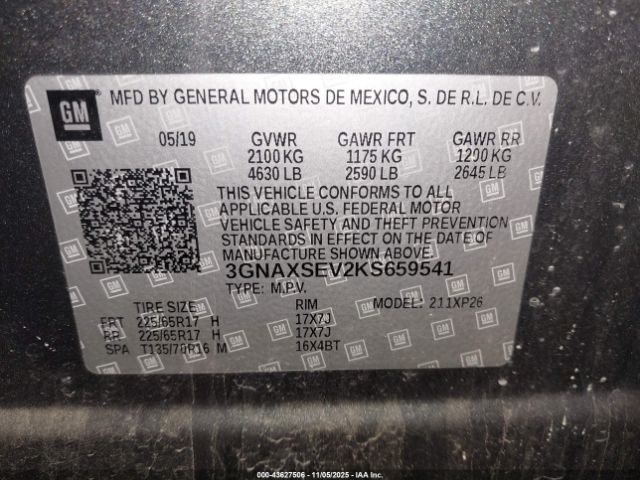 GM MFD BY GENERAL MOTORS DE MEXICO, S. DE R.L. DE C.V.
05/19 GVWR GAWR FRT GAWR RR
2100 KG 1175 KG 1200 KG
4630 LB 2590 LB 2645 LB
THIS VEHICLE CONFORMS TO ALL
APPLICABLE U.S. FEDERAL MOTOR
VEHICLE SAFETY AND THEFT PREVENTION
STANDARDS IN EFFECT ON THE DATE OF
MANUFACTURE SHOWN ABOVE.
3GNAXSEV2KS659541
TYPE: M.P.V. MODEL: 211XP26
TIRE SIZE RIM
FRT 225/65R17 H 17X7J
RR 225/65R17 H 17X7J
SPA T135/70R16 M 16X4BT
000-43627506 - 11/05/2025 - IAA Inc.